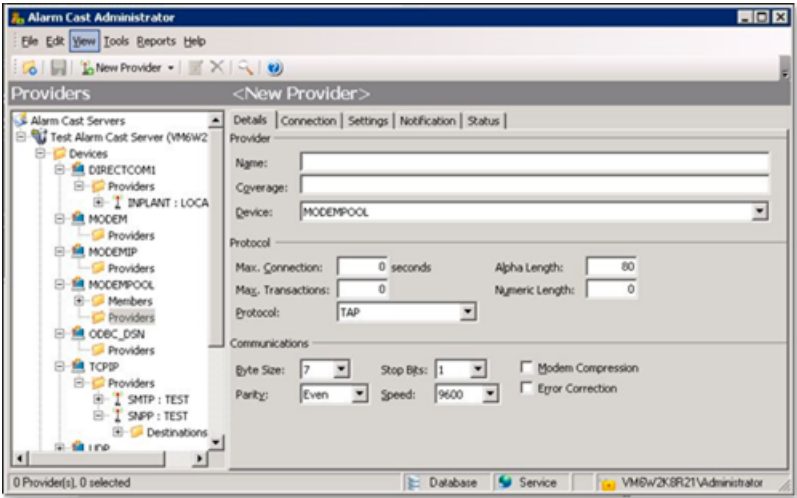 Alarm Cast Administrator
File Edit View Tools Reports Help
New Provider
Providers
<New Provider>
Alarm Cast Servers
Test Alarm Cast Server (VM6W2
Devices
DIRECTCOM1
Providers
INPLANT : LOCA
MODEM
Providers
MODEMIP
Providers
MODEMPOOL
Members
Providers
ODBC_DSN
Providers
TCPIP
Providers
SMTP : TEST
SNPP : TEST
Destinations
UDP
Details Connection Settings Notification Status
Provider
Name:
Coverage:
Device: MODEMPOOL
Protocol
Max. Connection: 0 seconds Alpha Length: 80
Max. Transactions: 0 Numeric Length: 0
Protocol: TAP
Communications
Byte Size: 7 Stop Bits: 1 Modem Compression
Parity: Even Speed: 9600 Error Correction
0 Provider(s), 0 selected Database Service VM6W2K8R21\Administrator